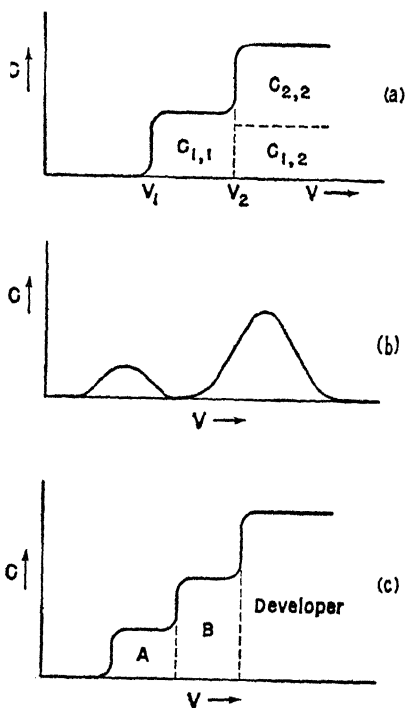 C2,2
(a)
C1,1
C1,2
V1
V2
V →
C ↑
(b)
V →
C ↑
(c)
Developer
B
A
V →